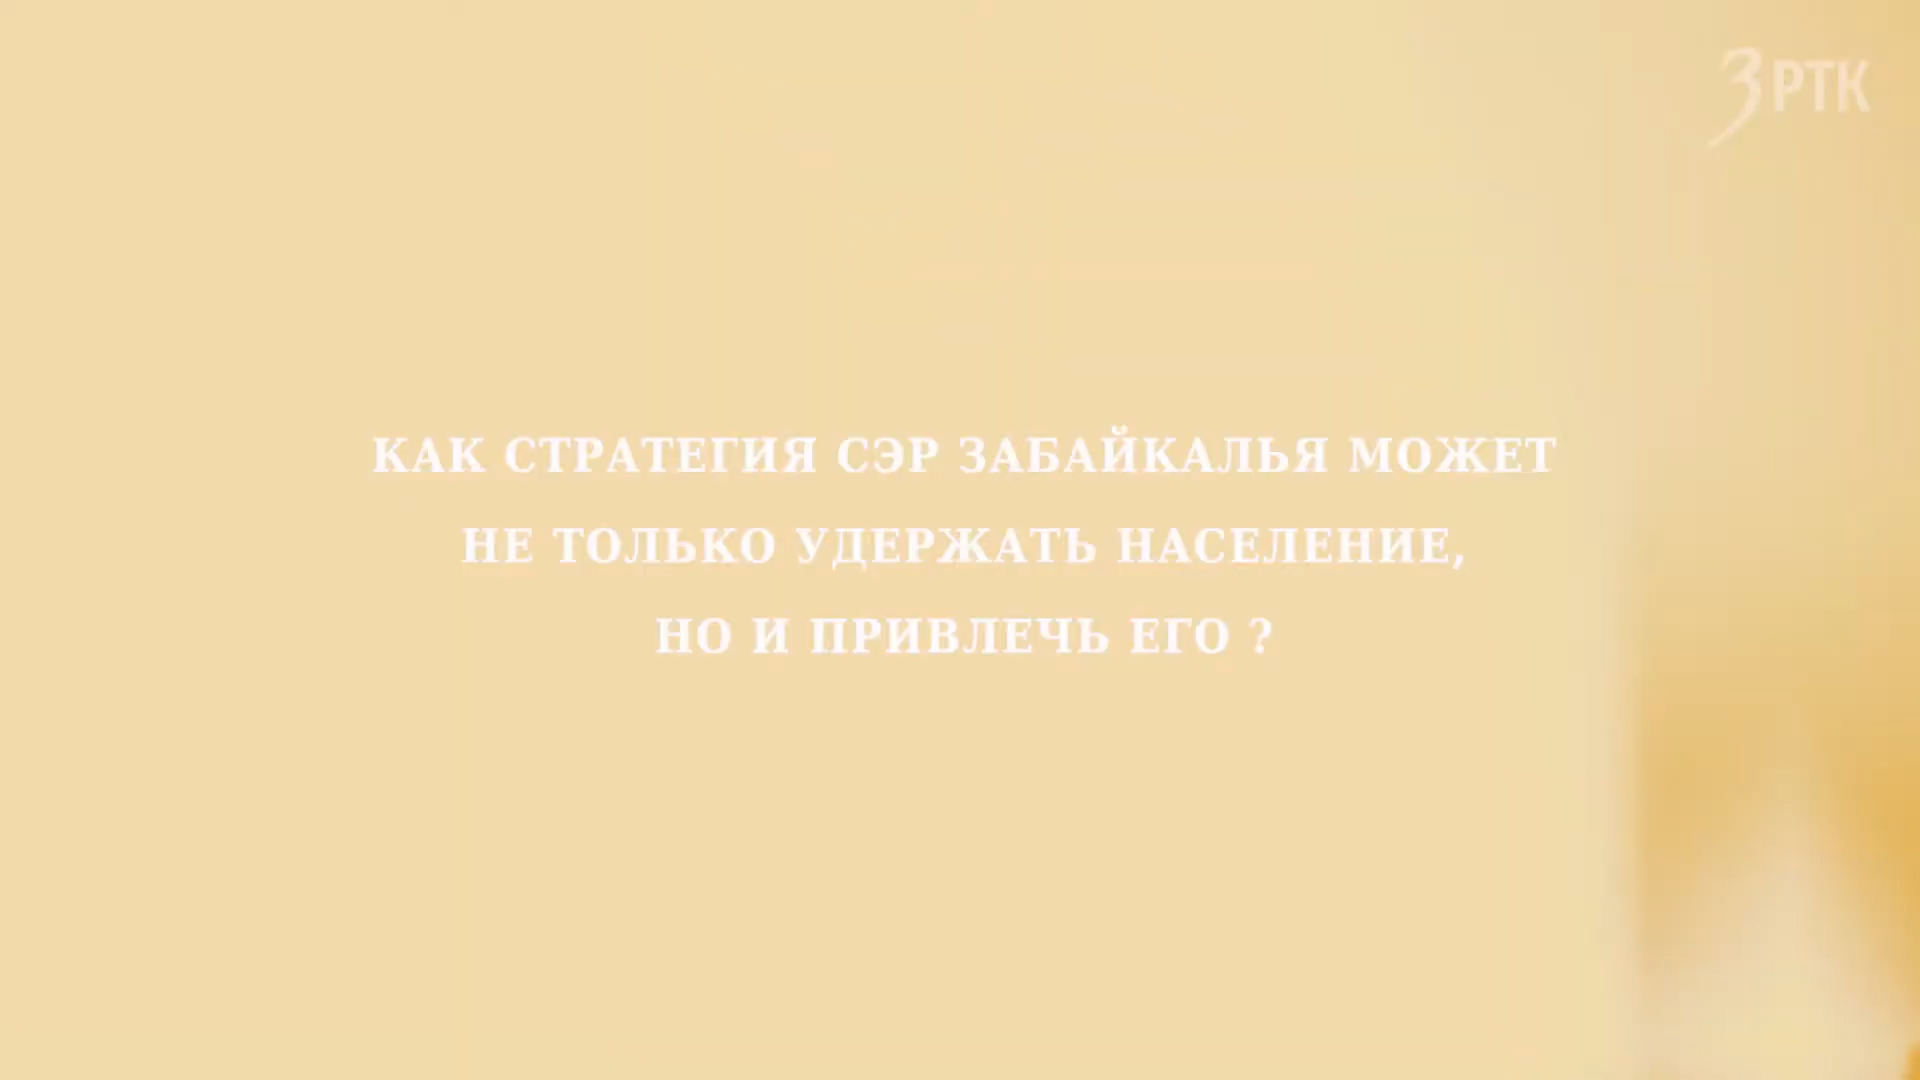 ЗРТК
КАК СТРАТЕГИЯ СЭР ЗАБАЙКАЛЬЯ МОЖЕТ
НЕ ТОЛЬКО УДЕРЖАТЬ НАСЕЛЕНИЕ,
НО И ПРИВЛЕЧЬ ЕГО ?